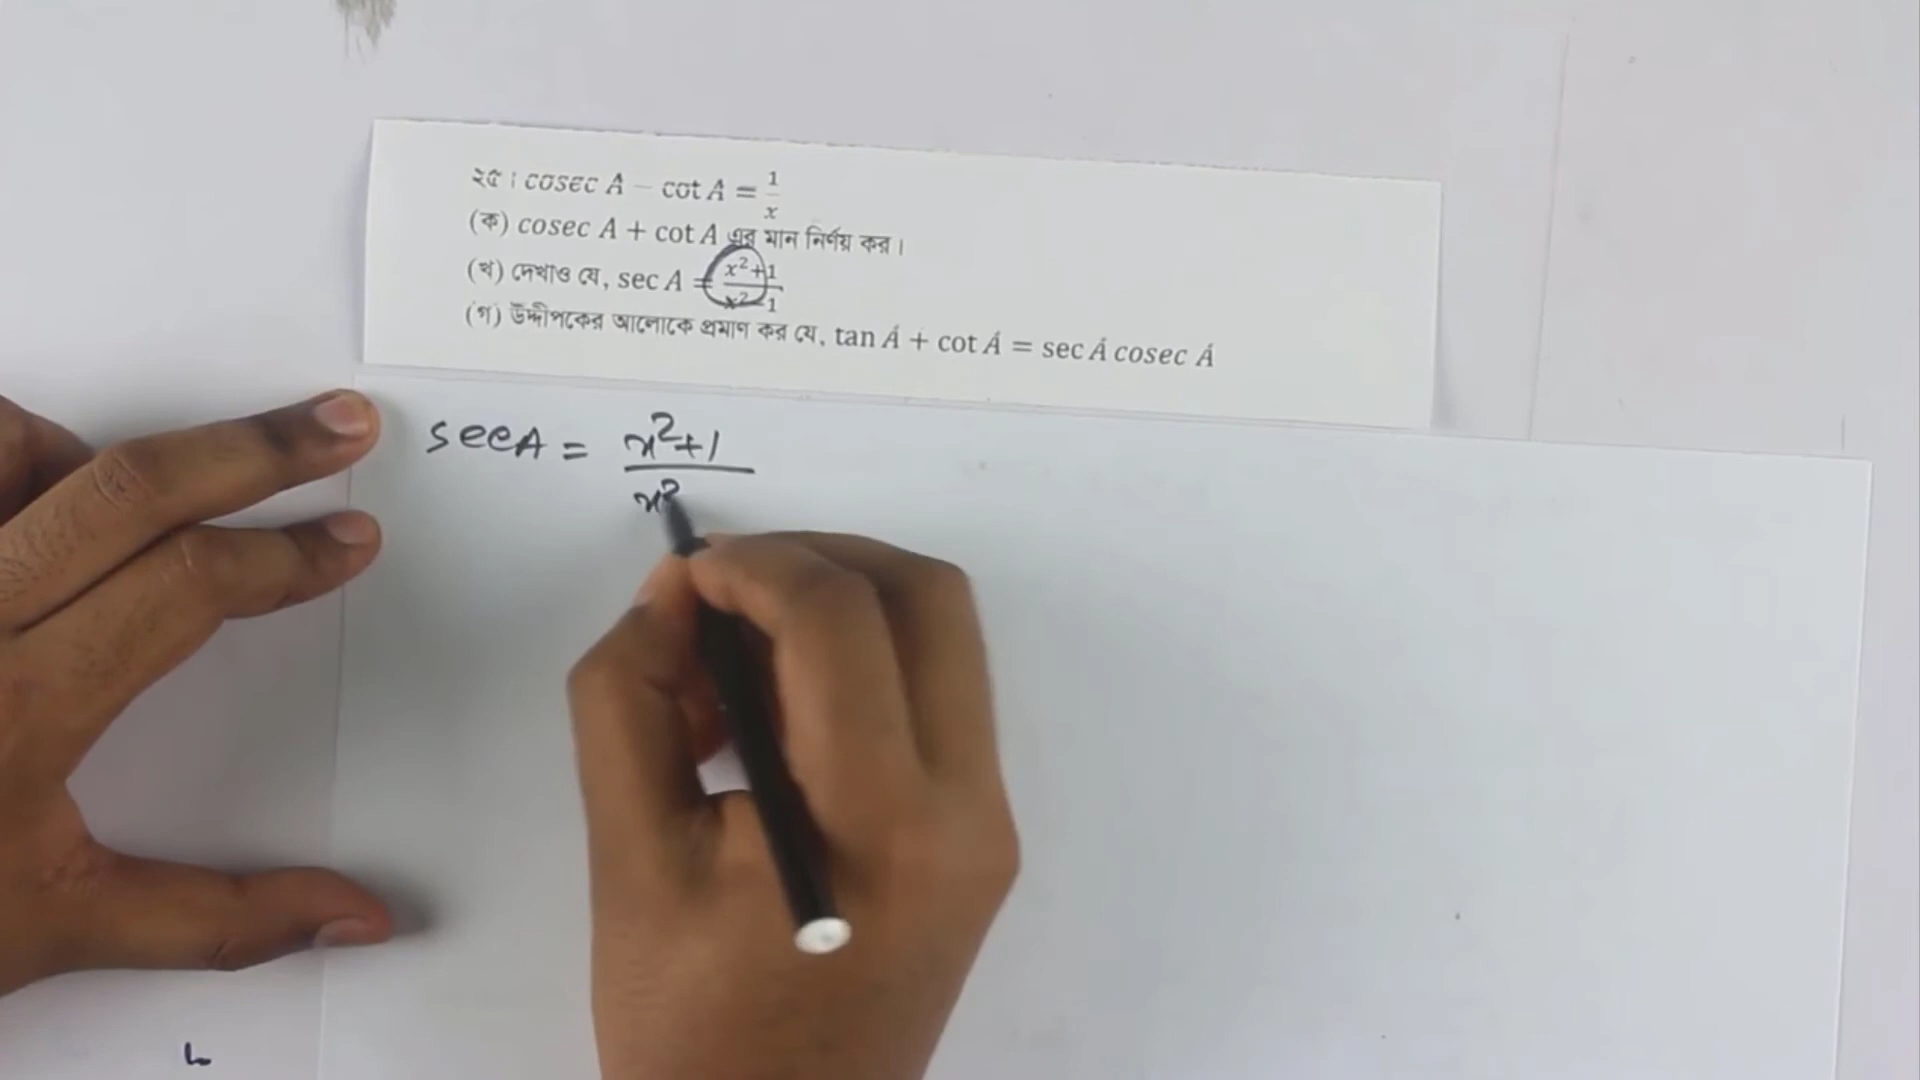 ২৫। cosec A − cot A = 1/x
(ক) cosec A + cot A এর মান নির্ণয় কর।
(খ) দেখাও যে, sec A = x²+1/x²−1
(গ) উদ্দীপকের আলোকে প্রমাণ কর যে, tan Á + cot Á = sec Á cosec Á
secA = x²+1/x²